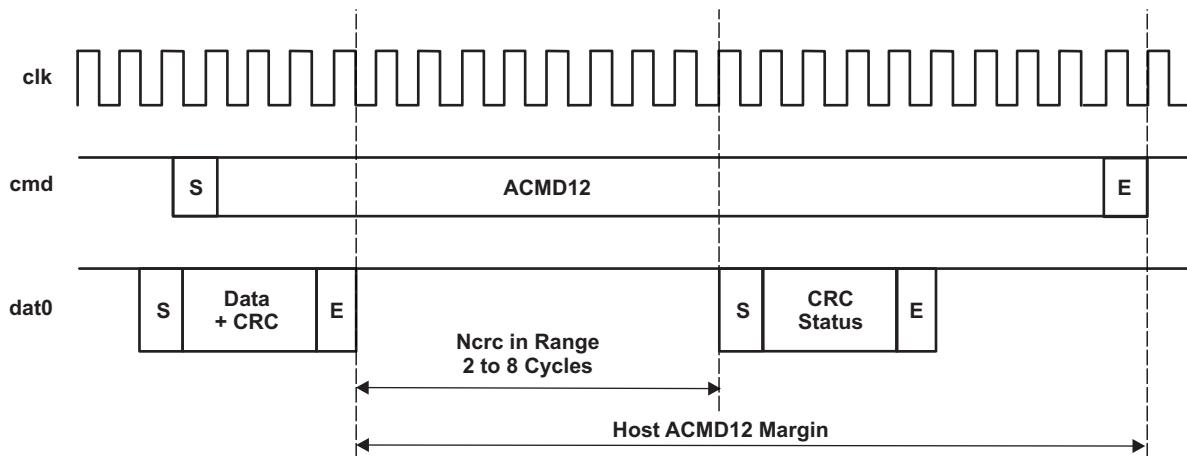 clk
cmd
S
ACMD12
E
dat0
S
Data
+ CRC
E
S
CRC
Status
E
Ncrc in Range
2 to 8 Cycles
Host ACMD12 Margin